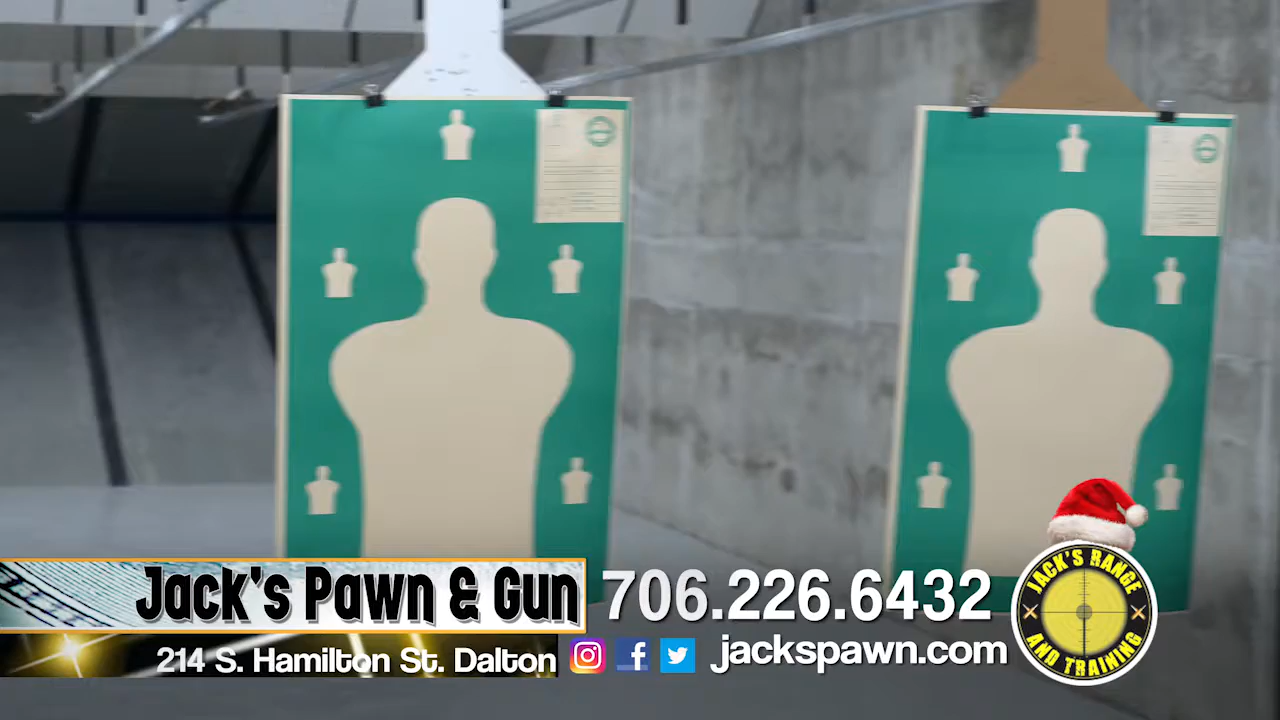 Jack's Pawn & Gun
706.226.6432
214 S. Hamilton St. Dalton
jackspawn.com
JACK'S RANGE
AND TRAINING